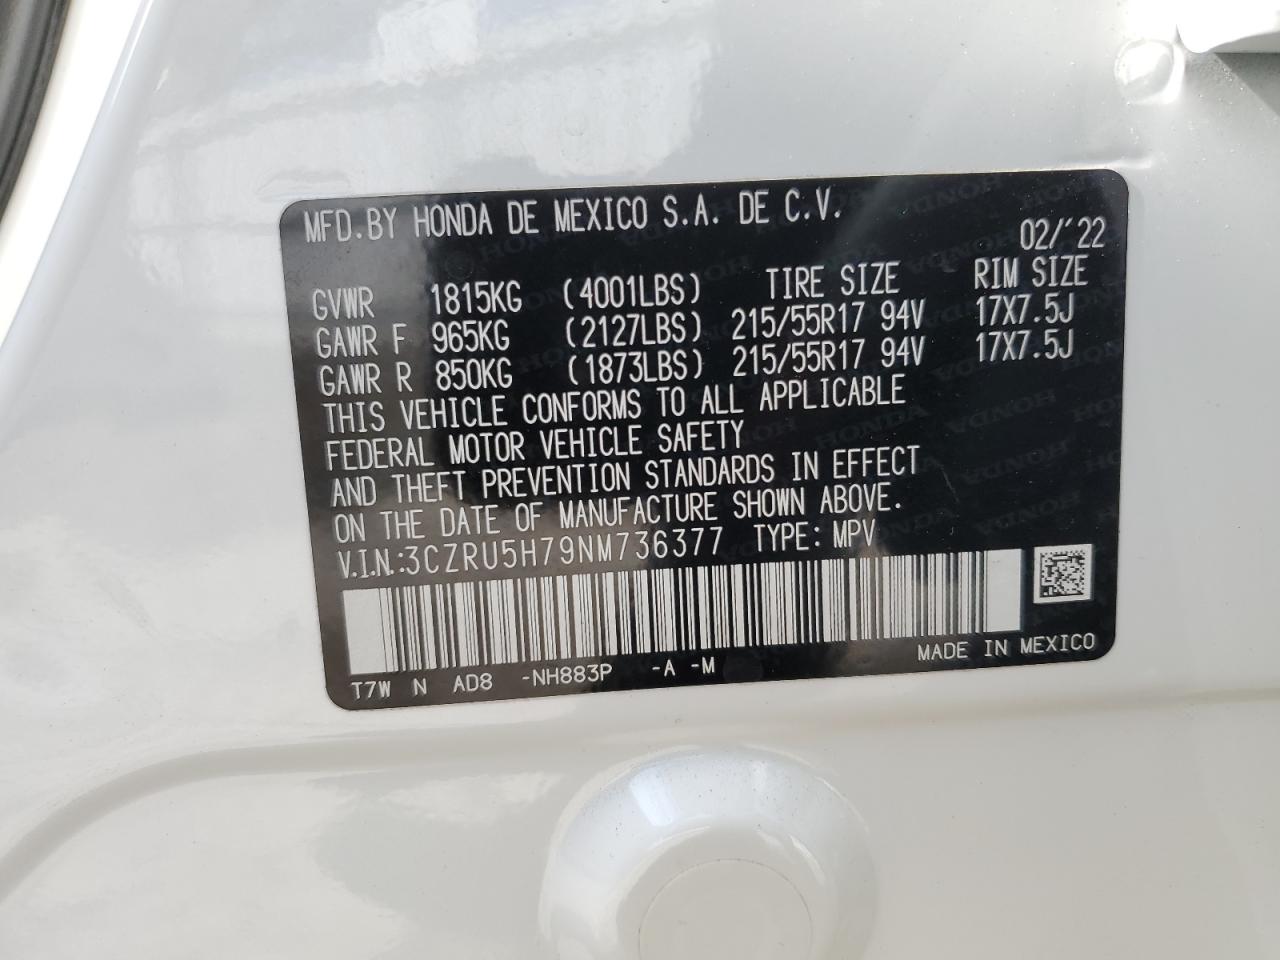 MFD.BY HONDA DE MEXICO S.A. DE C.V.
02/'22
GVWR 1815KG (4001LBS) TIRE SIZE RIM SIZE
GAWR F 965KG (2127LBS) 215/55R17 94V 17X7.5J
GAWR R 850KG (1873LBS) 215/55R17 94V 17X7.5J
THIS VEHICLE CONFORMS TO ALL APPLICABLE
FEDERAL MOTOR VEHICLE SAFETY
AND THEFT PREVENTION STANDARDS IN EFFECT
ON THE DATE OF MANUFACTURE SHOWN ABOVE.
V.I.N.:3CZRU5H79NM736377 TYPE: MPV
MADE IN MEXICO
T7W N AD8 -NH883P -A -M